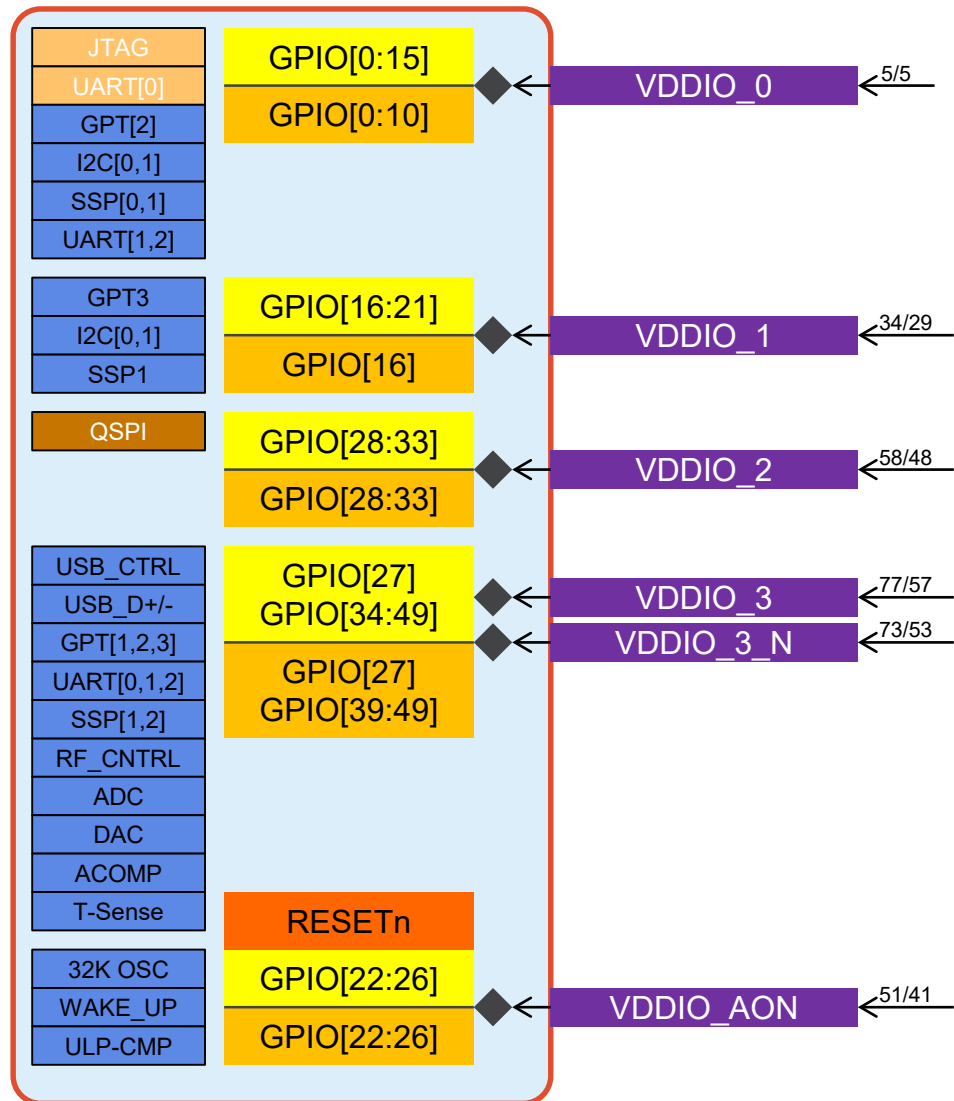 JTAG
UART[0]
GPT[2]
I2C[0,1]
SSP[0,1]
UART[1,2]
GPIO[0:15]
GPIO[0:10]
VDDIO_0
5/5
GPT3
I2C[0,1]
SSP1
GPIO[16:21]
GPIO[16]
VDDIO_1
34/29
QSPI
GPIO[28:33]
GPIO[28:33]
VDDIO_2
58/48
USB_CTRL
USB_D+/-
GPT[1,2,3]
UART[0,1,2]
SSP[1,2]
RF_CNTRL
ADC
DAC
ACOMP
T-Sense
GPIO[27]
GPIO[34:49]
GPIO[27]
GPIO[39:49]
VDDIO_3
77/57
VDDIO_3_N
73/53
RESETn
32K OSC
WAKE_UP
ULP-CMP
GPIO[22:26]
GPIO[22:26]
VDDIO_AON
51/41